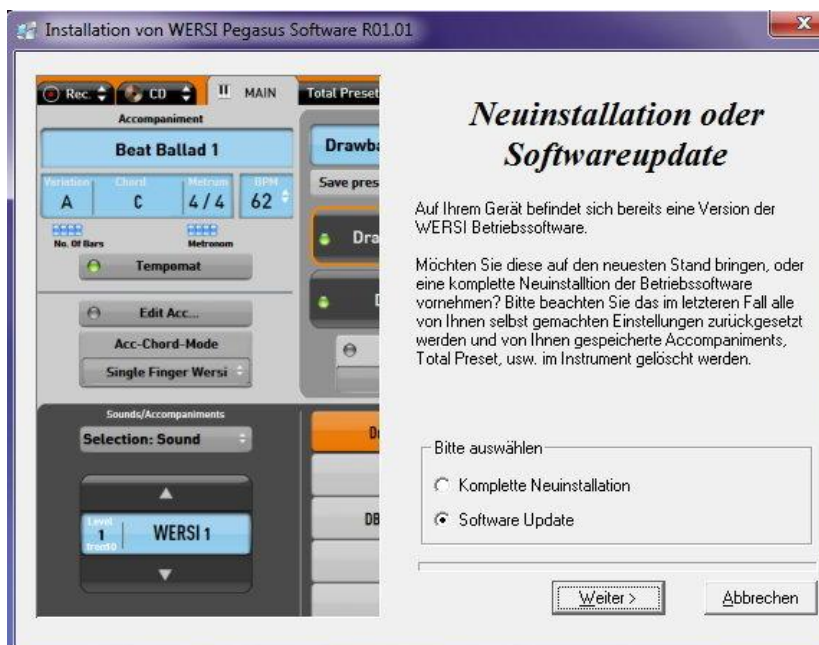 Installation von WERSI Pegasus Software R01.01
Rec. CD MAIN Total Preset
Accompaniment
Beat Ballad 1
Variation Chord Metrum BPM
A C 4/4 62
No. Of Bars Metronom
Tempomat
Edit Acc...
Acc-Chord-Mode
Single Finger Wersi
Sounds/Accompaniments
Selection: Sound
Level
1 WERSI 1
Save pres
Neuinstallation oder
Softwareupdate
Auf Ihrem Gerät befindet sich bereits eine Version der
WERSI Betriebssoftware.
Möchten Sie diese auf den neuesten Stand bringen, oder
eine komplette Neuinstalltion der Betriebssoftware
vornehmen? Bitte beachten Sie das im letzteren Fall alle
von Ihnen selbst gemachten Einstellungen zurückgesetzt
werden und von Ihnen gespeicherte Accompaniments,
Total Preset, usw. im Instrument gelöscht werden.
Bitte auswählen
Komplette Neuinstallation
Software Update
Weiter >
Abbrechen